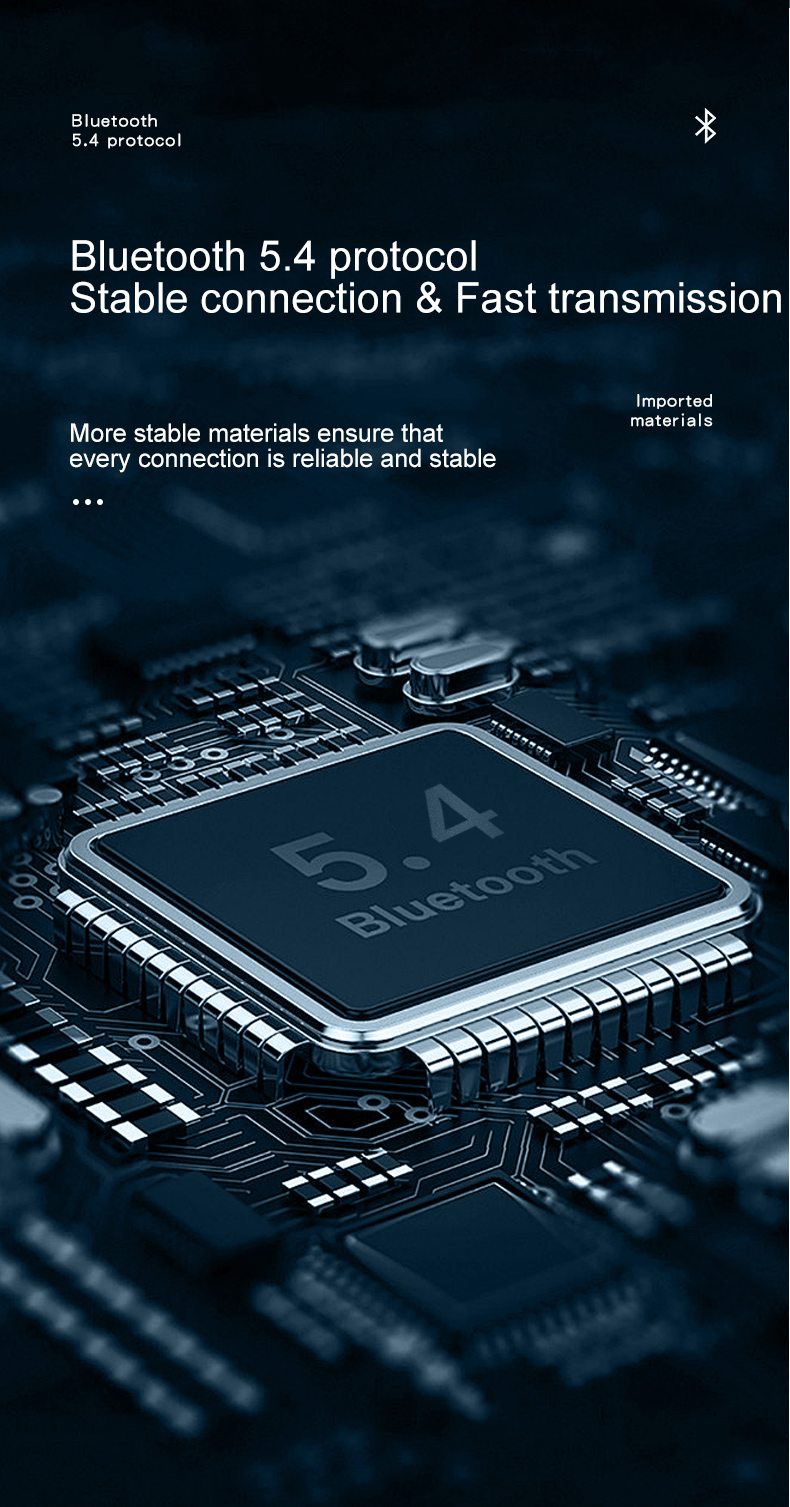 Bluetooth
5.4 protocol
Bluetooth 5.4 protocol
Stable connection & Fast transmission
Imported
materials
More stable materials ensure that
every connection is reliable and stable
•••
5.4
Bluetooth